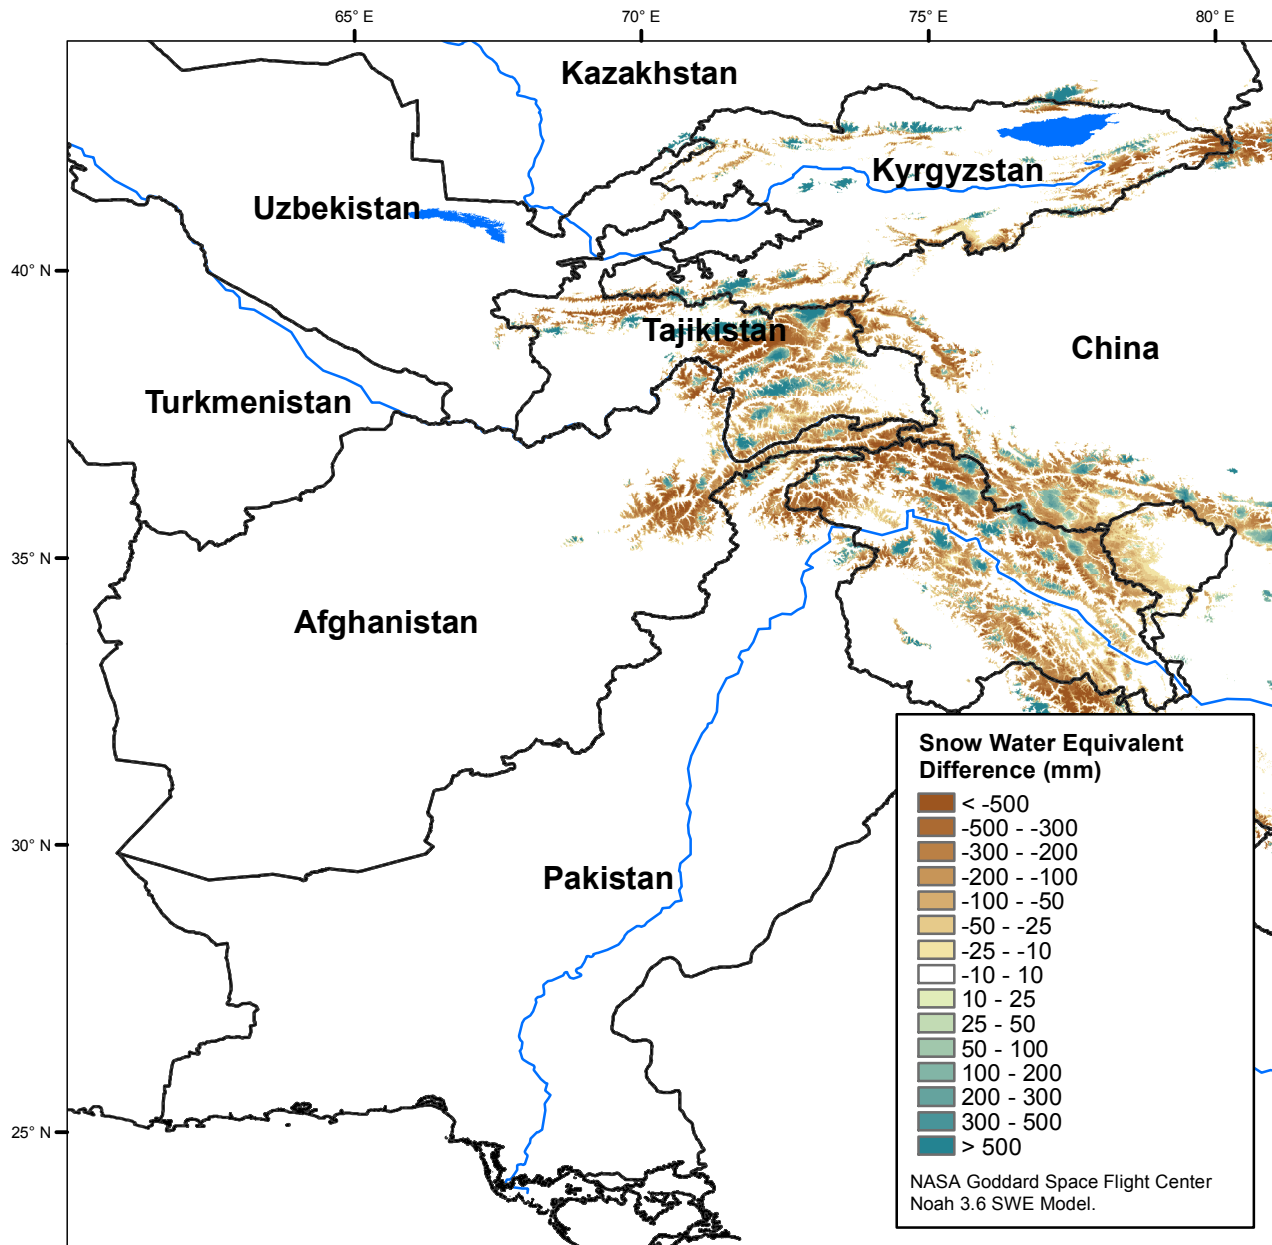 65° E
70° E
75° E
80° E
Kazakhstan
Kyrgyzstan
Uzbekistan
40° N
Tajikistan
China
Turkmenistan
35° N
Afghanistan
30° N
Pakistan
25° N
Snow Water Equivalent
Difference (mm)
< -500
-500 - -300
-300 - -200
-200 - -100
-100 - -50
-50 - -25
-25 - -10
-10 - 10
10 - 25
25 - 50
50 - 100
100 - 200
200 - 300
300 - 500
> 500
NASA Goddard Space Flight Center
Noah 3.6 SWE Model.